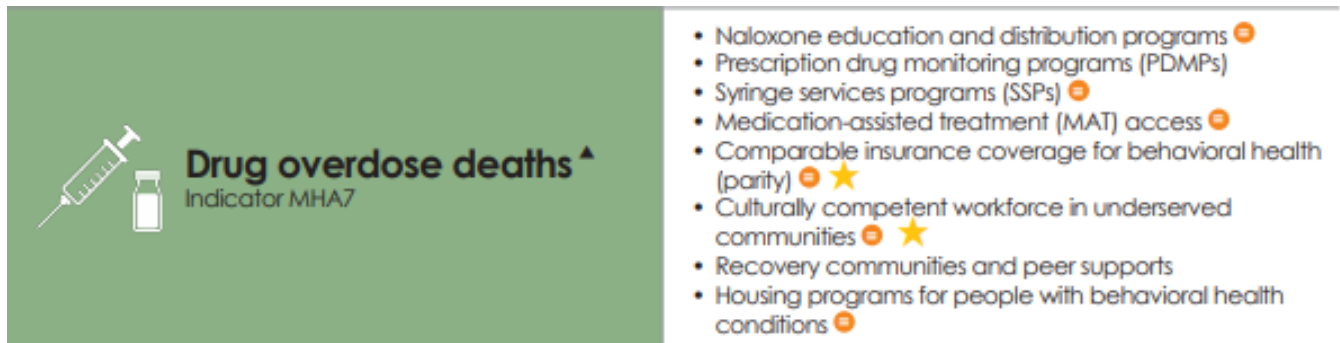 Drug overdose deaths▲
Indicator MHA7
• Naloxone education and distribution programs
• Prescription drug monitoring programs (PDMPs)
• Syringe services programs (SSPs)
• Medication-assisted treatment (MAT) access
• Comparable insurance coverage for behavioral health
(parity)
• Culturally competent workforce in underserved
communities
• Recovery communities and peer supports
• Housing programs for people with behavioral health
conditions